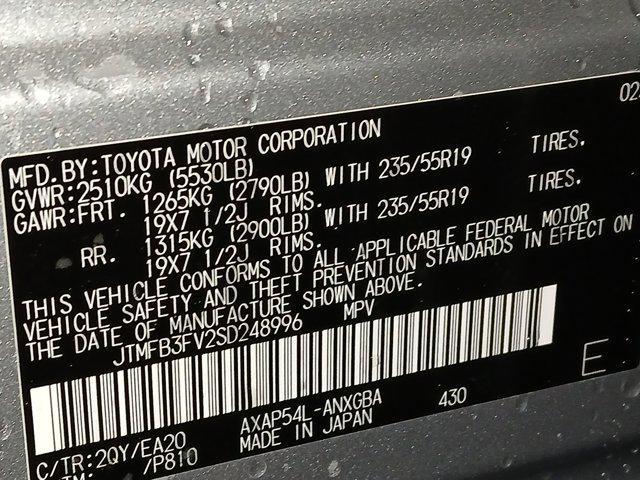 02
MFD.BY:TOYOTA MOTOR CORPORATION
GVWR:2510KG (5530LB)
GAWR:FRT. 1265KG (2790LB) WITH 235/55R19 TIRES.
19X7 1/2J RIMS.
RR. 1315KG (2900LB) WITH 235/55R19 TIRES.
19X7 1/2J RIMS.
THIS VEHICLE CONFORMS TO ALL APPLICABLE FEDERAL MOTOR
VEHICLE SAFETY AND THEFT PREVENTION STANDARDS IN EFFECT ON
THE DATE OF MANUFACTURE SHOWN ABOVE.
JTMFB3FV2SD248996 MPV
E
C/TR:2QY/EA20 AXAP54L-ANXGBA 430
/P810 MADE IN JAPAN